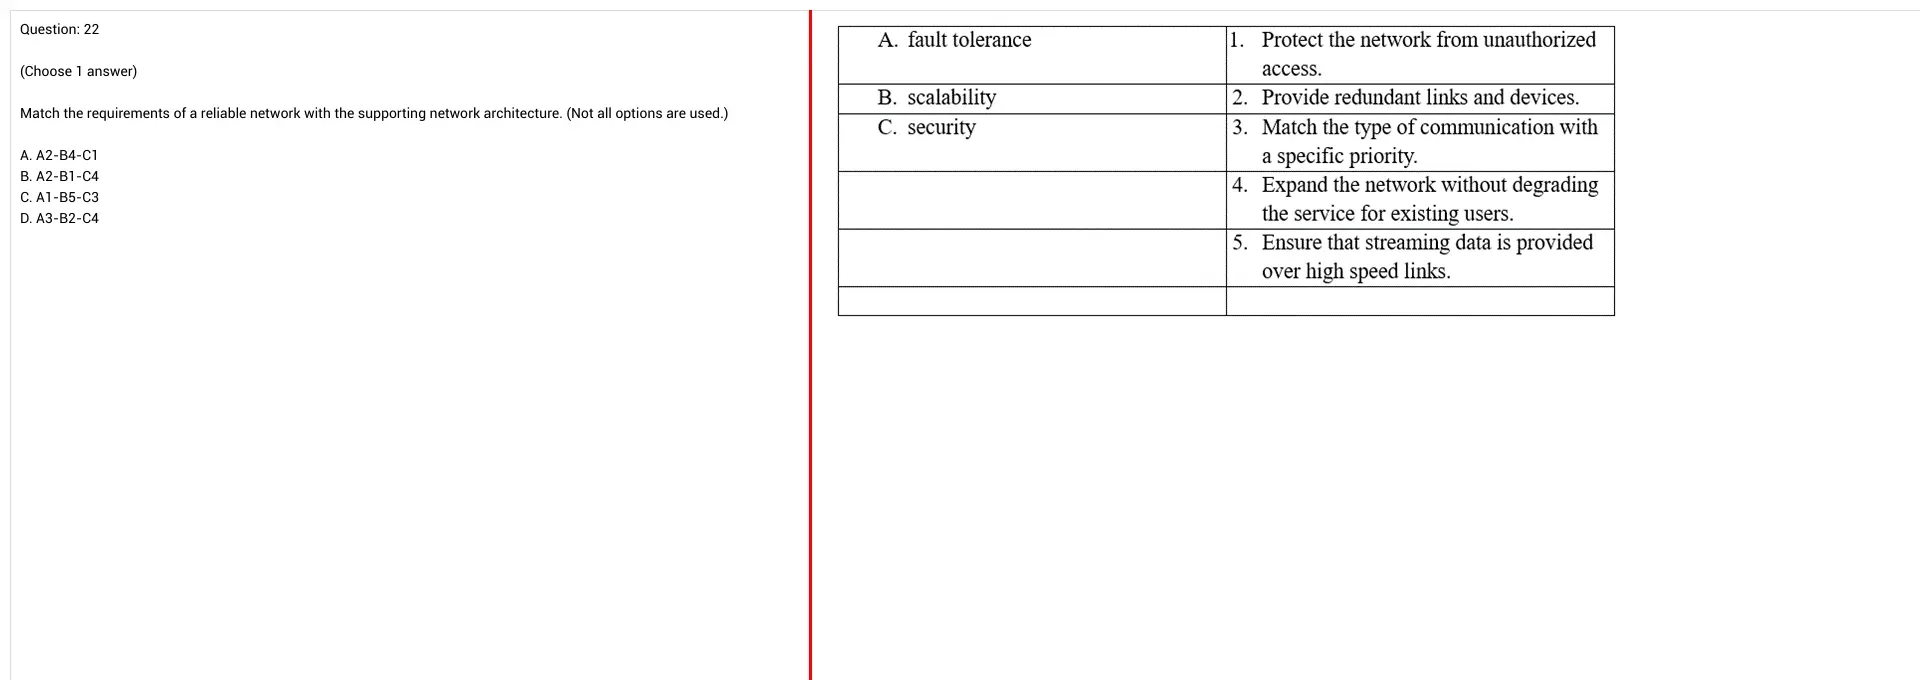 Question: 22
(Choose 1 answer)
Match the requirements of a reliable network with the supporting network architecture. (Not all options are used.)
A. A2-B4-C1
B. A2-B1-C4
C. A1-B5-C3
D. A3-B2-C4
A. fault tolerance
1. Protect the network from unauthorized
access.
B. scalability
2. Provide redundant links and devices.
C. security
3. Match the type of communication with
a specific priority.
4. Expand the network without degrading
the service for existing users.
5. Ensure that streaming data is provided
over high speed links.